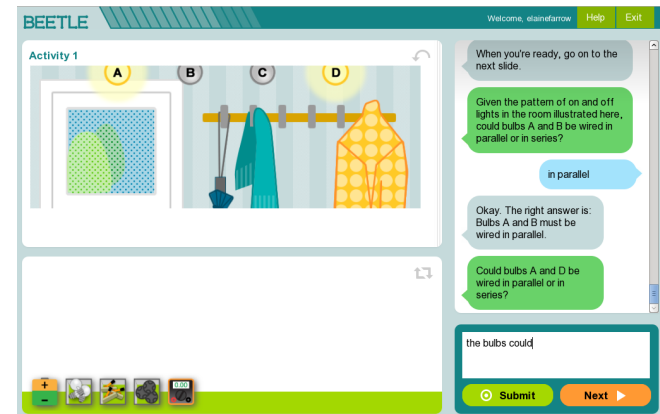 BEETLE
Welcome, elainefarrow Help Exit
Activity 1
A B C D
When you're ready, go on to the
next slide.
Given the pattern of on and off
lights in the room illustrated here,
could bulbs A and B be wired in
parallel or in series?
in parallel
Okay. The right answer is:
Bulbs A and B must be
wired in parallel.
Could bulbs A and D be
wired in parallel or in
series?
the bulbs could
Submit Next
+
-
0.00